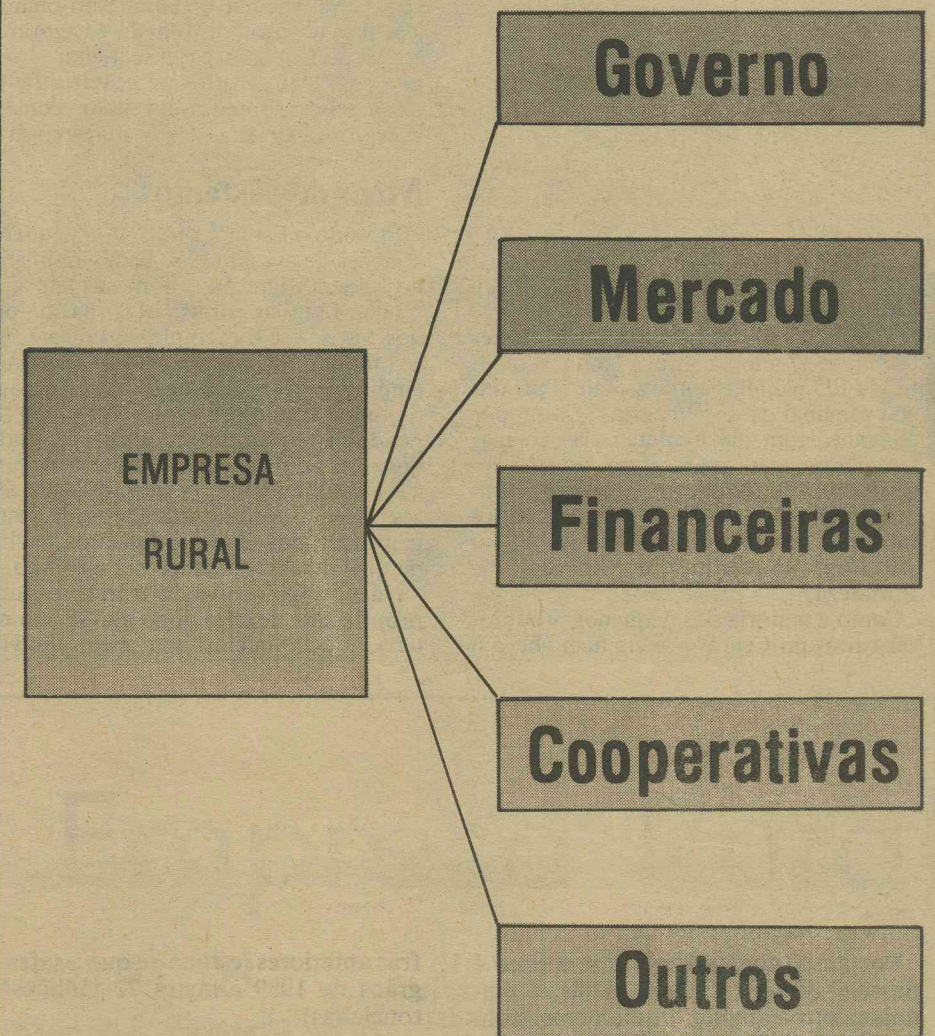 Governo
Mercado
EMPRESA
RURAL
Financeiras
Cooperativas
Outros